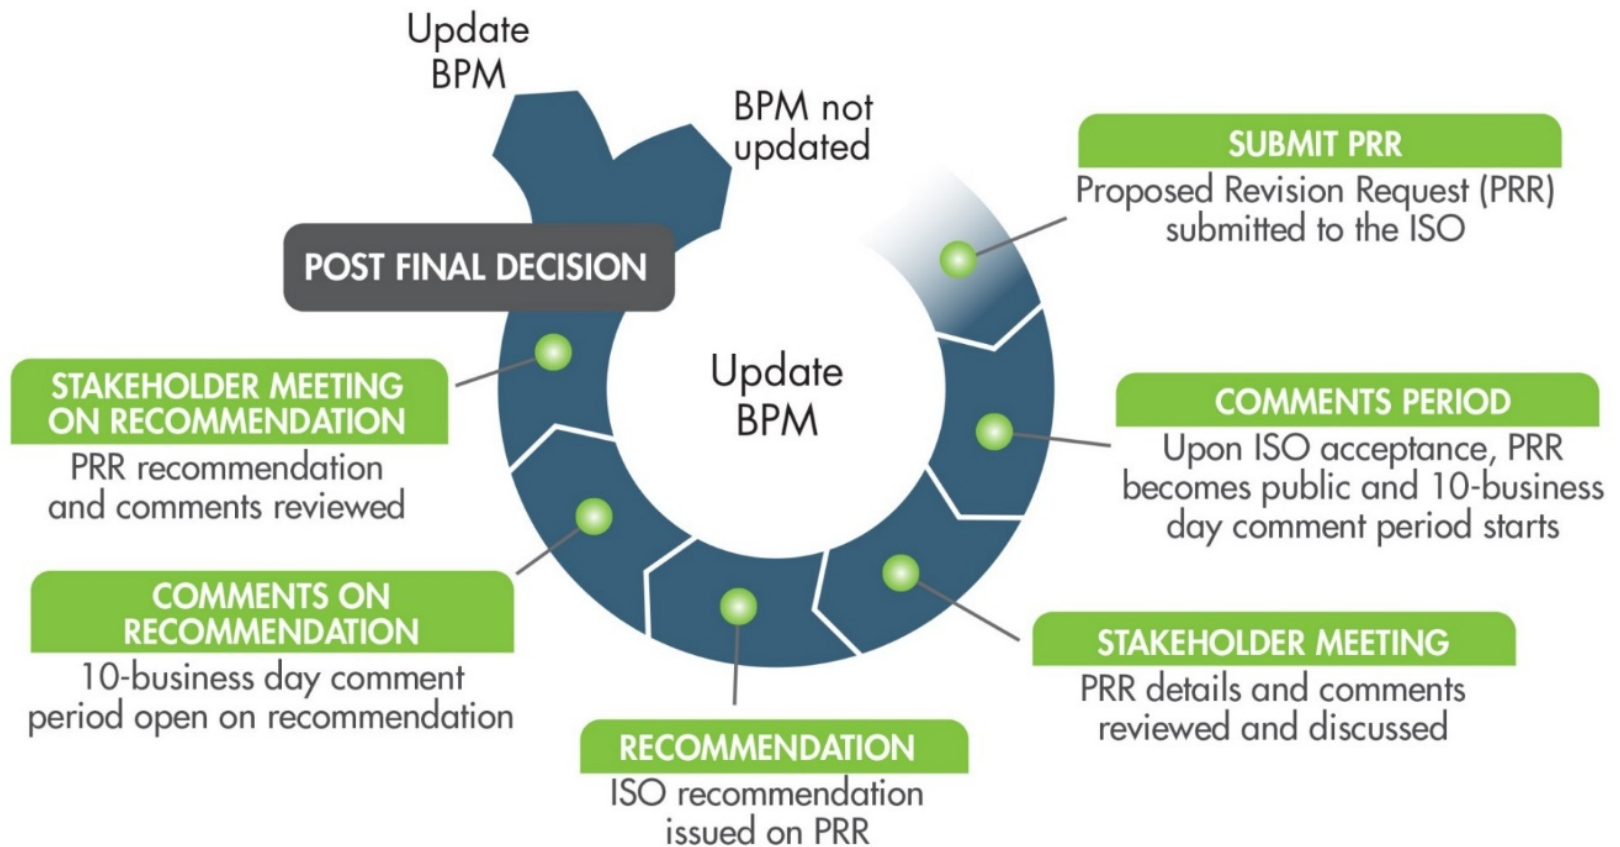 Update
BPM
BPM not
updated
SUBMIT PRR
Proposed Revision Request (PRR)
submitted to the ISO
POST FINAL DECISION
Update
BPM
COMMENTS PERIOD
Upon ISO acceptance, PRR
becomes public and 10-business
day comment period starts
STAKEHOLDER MEETING
PRR details and comments
reviewed and discussed
RECOMMENDATION
ISO recommendation
issued on PRR
COMMENTS ON
RECOMMENDATION
10-business day comment
period open on recommendation
STAKEHOLDER MEETING
ON RECOMMENDATION
PRR recommendation
and comments reviewed